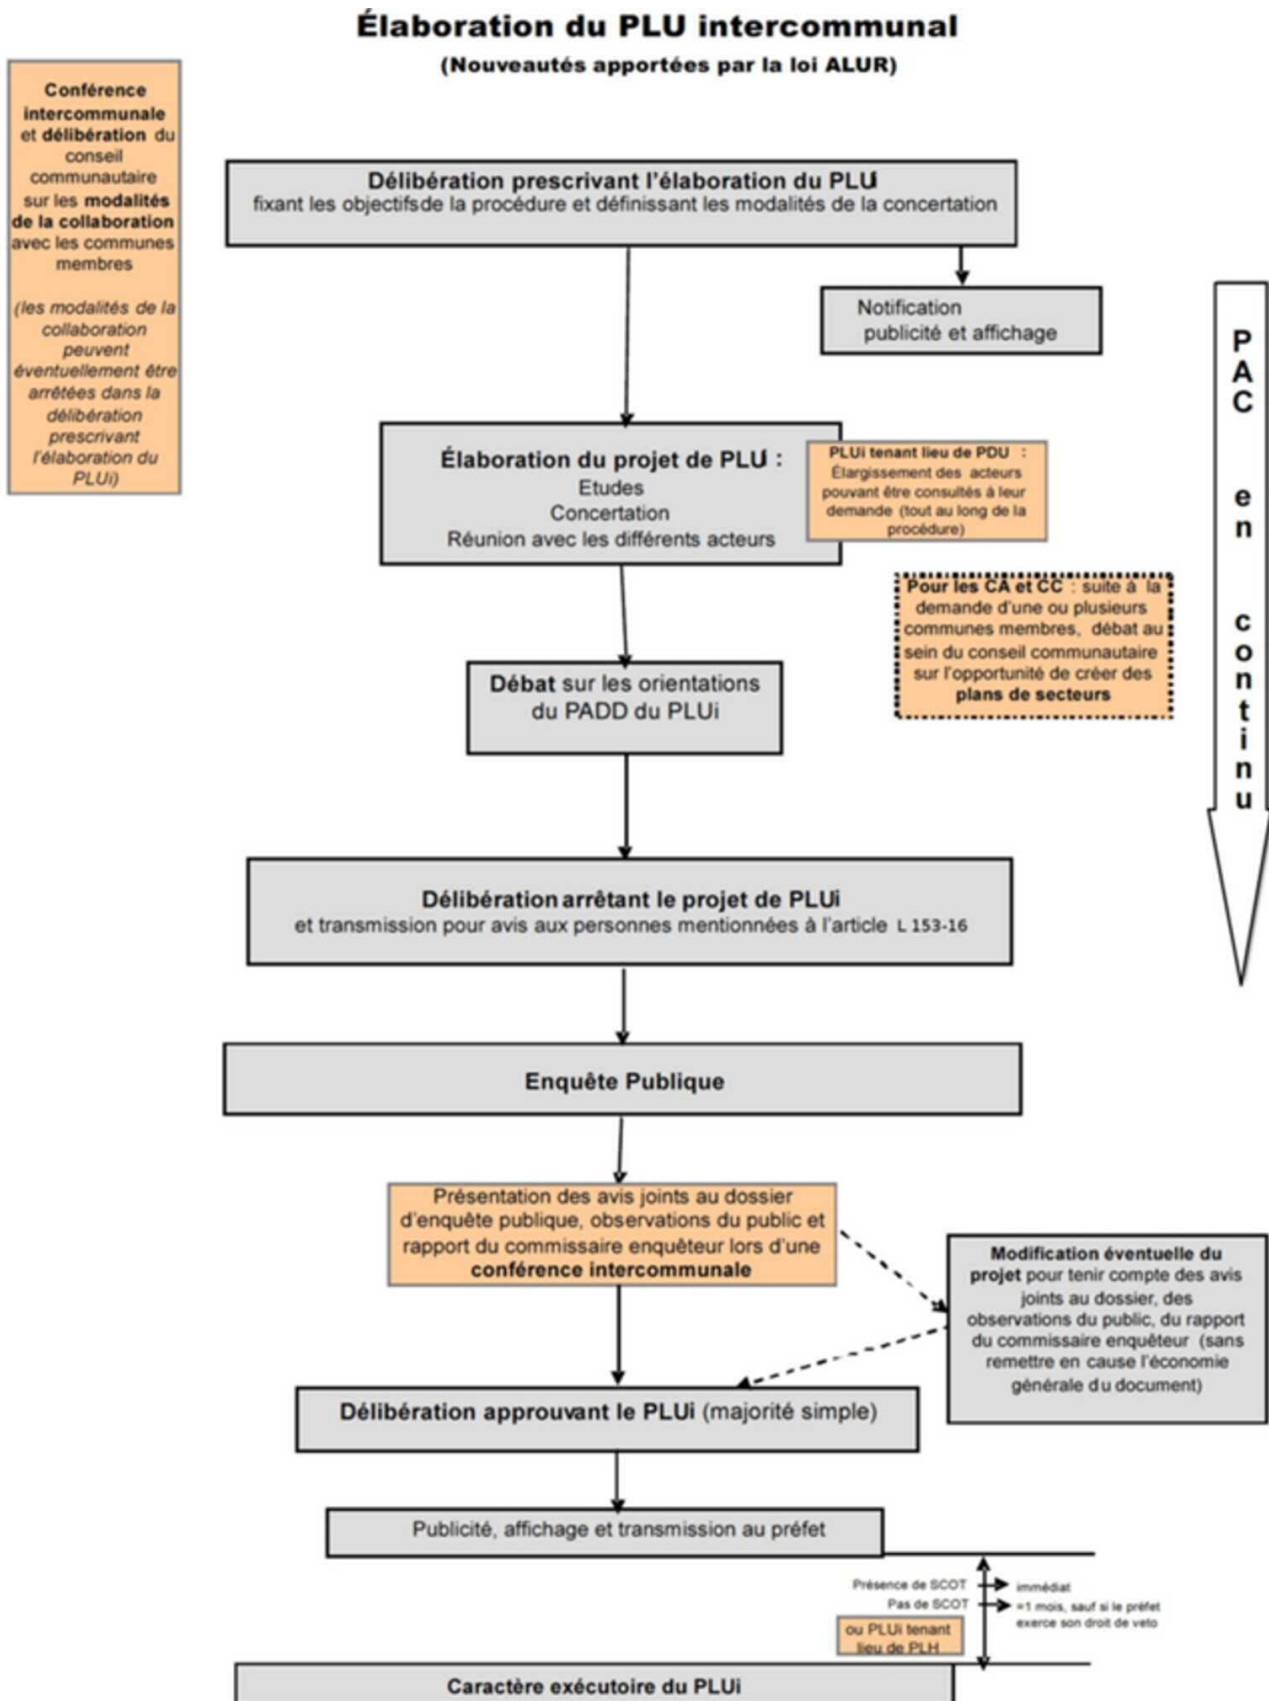 Élaboration du PLU intercommunal
(Nouveautés apportées par la loi ALUR)
Conférence
intercommunale
et délibération du
conseil
communautaire
sur les modalités
de la collaboration
avec les communes
membres
(les modalités de la
collaboration
peuvent
éventuellement être
arrêtées dans la
délibération
prescrivant
l'élaboration du
PLUi)
Délibération prescrivant l'élaboration du PLUi
fixant les objectifsde la procédure et définissant les modalités de la concertation
Notification
publicité et affichage
PAC en continu
Élaboration du projet de PLUi :
Etudes
Concertation
Réunion avec les différents acteurs
PLUi tenant lieu de PDU :
Élargissement des acteurs
pouvant être consultés à leur
demande (tout au long de la
procédure)
Pour les CA et CC : suite à la
demande d'une ou plusieurs
communes membres, débat au
sein du conseil communautaire
sur l'opportunité de créer des
plans de secteurs
Débat sur les orientations
du PADD du PLUi
Délibération arrêtant le projet de PLUi
et transmission pour avis aux personnes mentionnées à l'article L 153-16
Enquête Publique
Présentation des avis joints au dossier
d'enquête publique, observations du public et
rapport du commissaire enquêteur lors d'une
conférence intercommunale
Modification éventuelle du
projet pour tenir compte des avis
joints au dossier, des
observations du public, du rapport
du commissaire enquêteur (sans
remettre en cause l'économie
générale du document)
Délibération approuvant le PLUi (majorité simple)
Publicité, affichage et transmission au préfet
Présence de SCOT
immédiat
Pas de SCOT
=1 mois, sauf si le préfet
exerce son droit de veto
ou PLUi tenant
lieu de PLH
Caractère exécutoire du PLUi